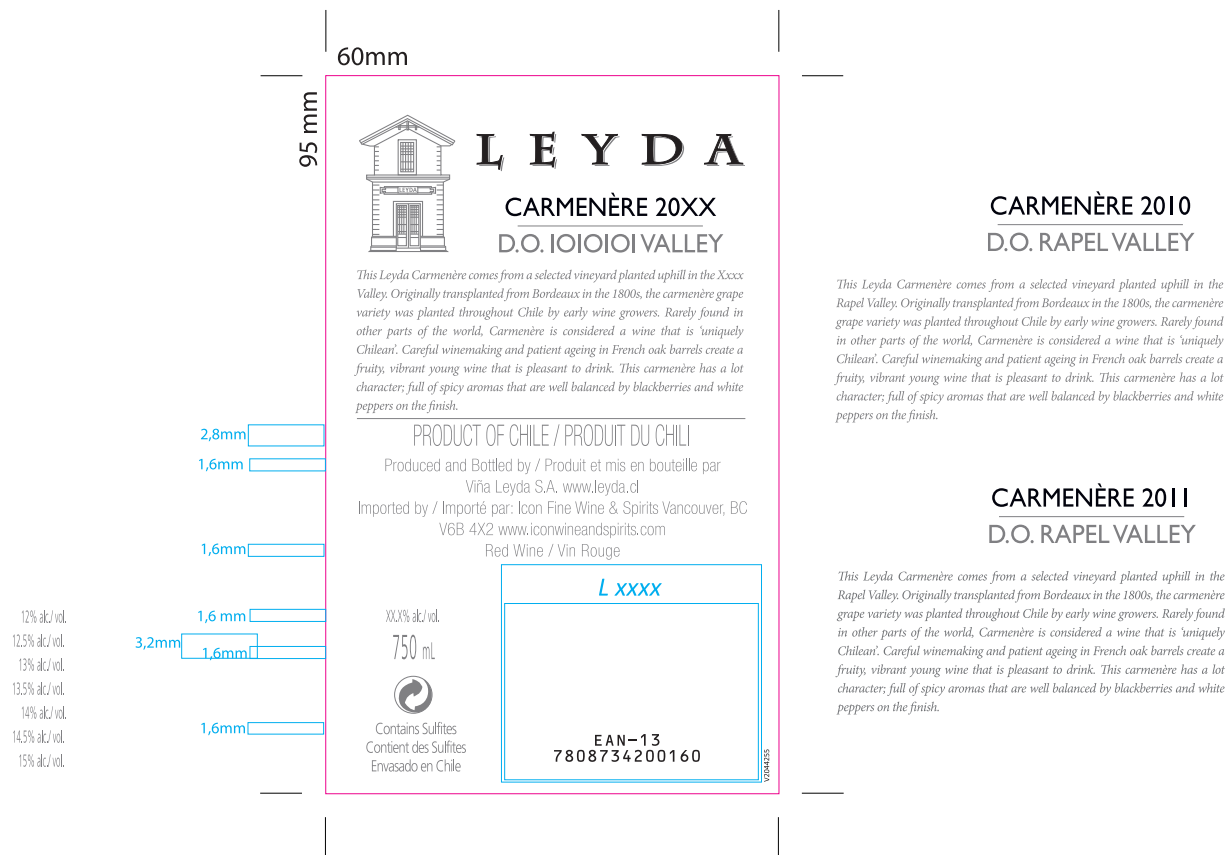 60mm
95 mm
LEYDA
LEYDA
CARMENÈRE 20XX
D.O. IOIOIOI VALLEY
This Leyda Carmenère comes from a selected vineyard planted uphill in the Xxxx
Valley. Originally transplanted from Bordeaux in the 1800s, the carmenère grape
variety was planted throughout Chile by early wine growers. Rarely found in
other parts of the world, Carmenère is considered a wine that is ‘uniquely
Chilean’. Careful winemaking and patient ageing in French oak barrels create a
fruity, vibrant young wine that is pleasant to drink. This carmenère has a lot
character; full of spicy aromas that are well balanced by blackberries and white
peppers on the finish.
2,8mm
PRODUCT OF CHILE / PRODUIT DU CHILI
1,6mm
Produced and Bottled by / Produit et mis en bouteille par
Viña Leyda S.A. www.leyda.cl
Imported by / Importé par: Icon Fine Wine & Spirits Vancouver, BC
V6B 4X2 www.iconwineandspirits.com
1,6mm
Red Wine / Vin Rouge
L xxxx
1,6 mm
XX.X% alc./ vol.
3,2mm
1,6mm
750 mL
1,6mm
Contains Sulfites
Contient des Sulfites
Envasado en Chile
EAN-13
7808734200160
V2044255
12% alc./ vol.
12.5% alc./ vol.
13% alc./ vol.
13.5% alc./ vol.
14% alc./ vol.
14.5% alc./ vol.
15% alc./ vol.
CARMENÈRE 2010
D.O. RAPEL VALLEY
This Leyda Carmenère comes from a selected vineyard planted uphill in the
Rapel Valley. Originally transplanted from Bordeaux in the 1800s, the carmenère
grape variety was planted throughout Chile by early wine growers. Rarely found
in other parts of the world, Carmenère is considered a wine that is ‘uniquely
Chilean’. Careful winemaking and patient ageing in French oak barrels create a
fruity, vibrant young wine that is pleasant to drink. This carmenère has a lot
character; full of spicy aromas that are well balanced by blackberries and white
peppers on the finish.
CARMENÈRE 2011
D.O. RAPEL VALLEY
This Leyda Carmenère comes from a selected vineyard planted uphill in the
Rapel Valley. Originally transplanted from Bordeaux in the 1800s, the carmenère
grape variety was planted throughout Chile by early wine growers. Rarely found
in other parts of the world, Carmenère is considered a wine that is ‘uniquely
Chilean’. Careful winemaking and patient ageing in French oak barrels create a
fruity, vibrant young wine that is pleasant to drink. This carmenère has a lot
character; full of spicy aromas that are well balanced by blackberries and white
peppers on the finish.